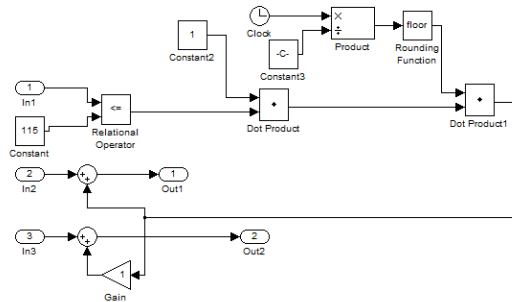 Clock
×
÷
Product
floor
Rounding
Function
1
Constant2
-C-
Constant3
1
In1
<=
Relational
Operator
115
Constant
Dot Product
Dot Product1
2
In2
+
+
1
Out1
3
In3
+
+
2
Out2
1
Gain